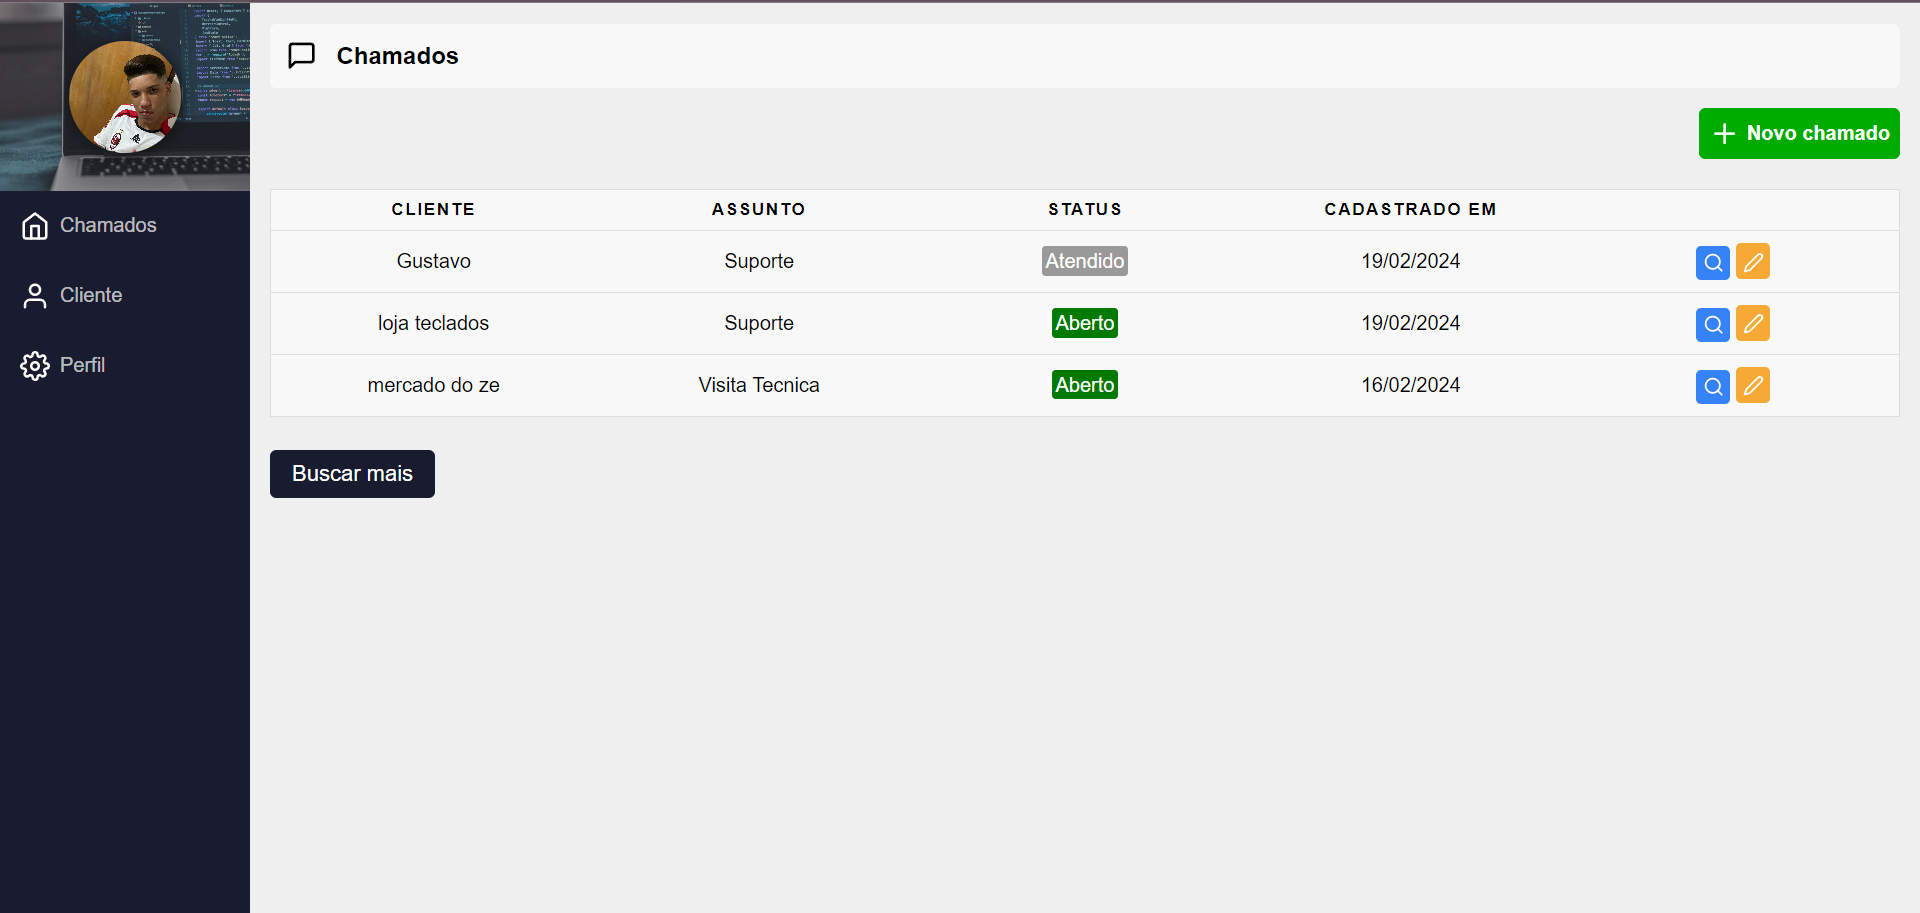 Chamados
Novo chamado
Chamados
Cliente
Perfil
CLIENTE ASSUNTO STATUS CADASTRADO EM
Gustavo Suporte Atendido 19/02/2024
loja teclados Suporte Aberto 19/02/2024
mercado do ze Visita Tecnica Aberto 16/02/2024
Buscar mais